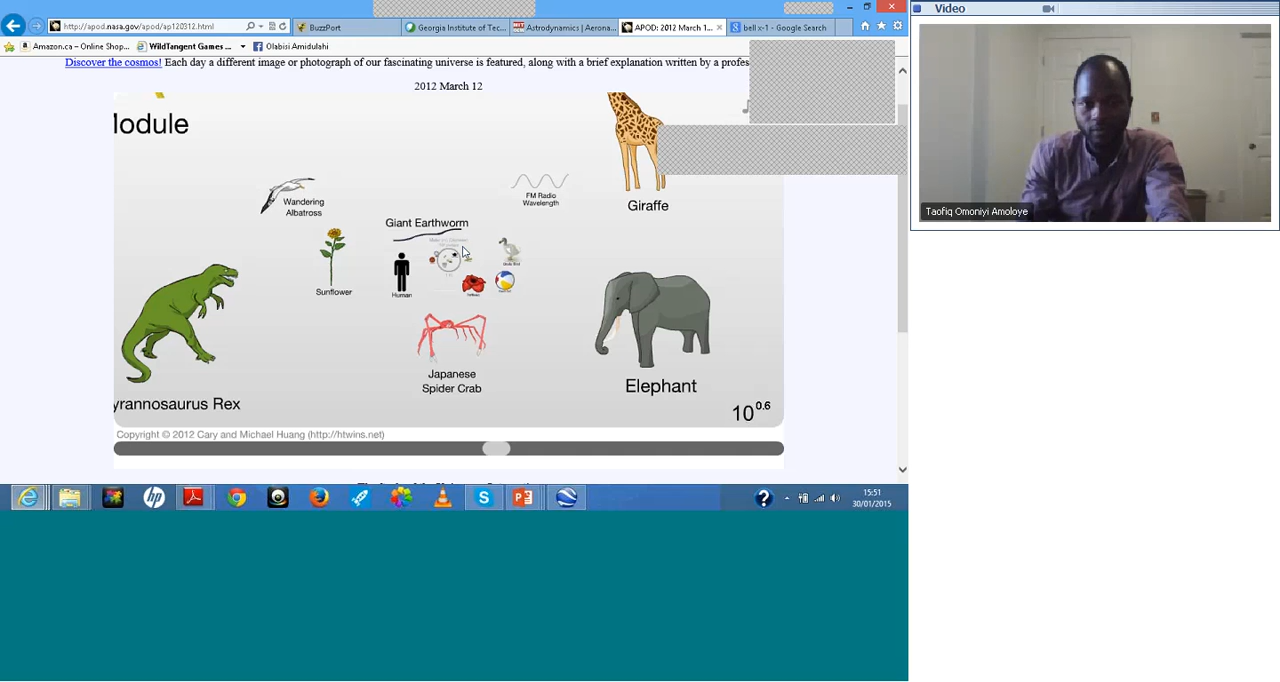 http://apod.nasa.gov/apod/ap120312.html
BuzzPort
Georgia Institute of Tec...
Astrodynamics | Aerona...
APOD: 2012 March 1...
bell x-1 - Google Search
Amazon.ca – Online Shop...
WildTangent Games ...
Olabisi Amidulahi
Discover the cosmos! Each day a different image or photograph of our fascinating universe is featured, along with a brief explanation written by a profes
2012 March 12
Module
Wandering
Albatross
FM Radio
Wavelength
Giraffe
Giant Earthworm
Sunflower
Human
Dodo Bird
Japanese
Spider Crab
Elephant
yrannosaurus Rex
10^0.6
Copyright © 2012 Cary and Michael Huang (http://htwins.net)
hp
15:51
30/01/2015
Video
Taofiq Omoniyi Amoloye